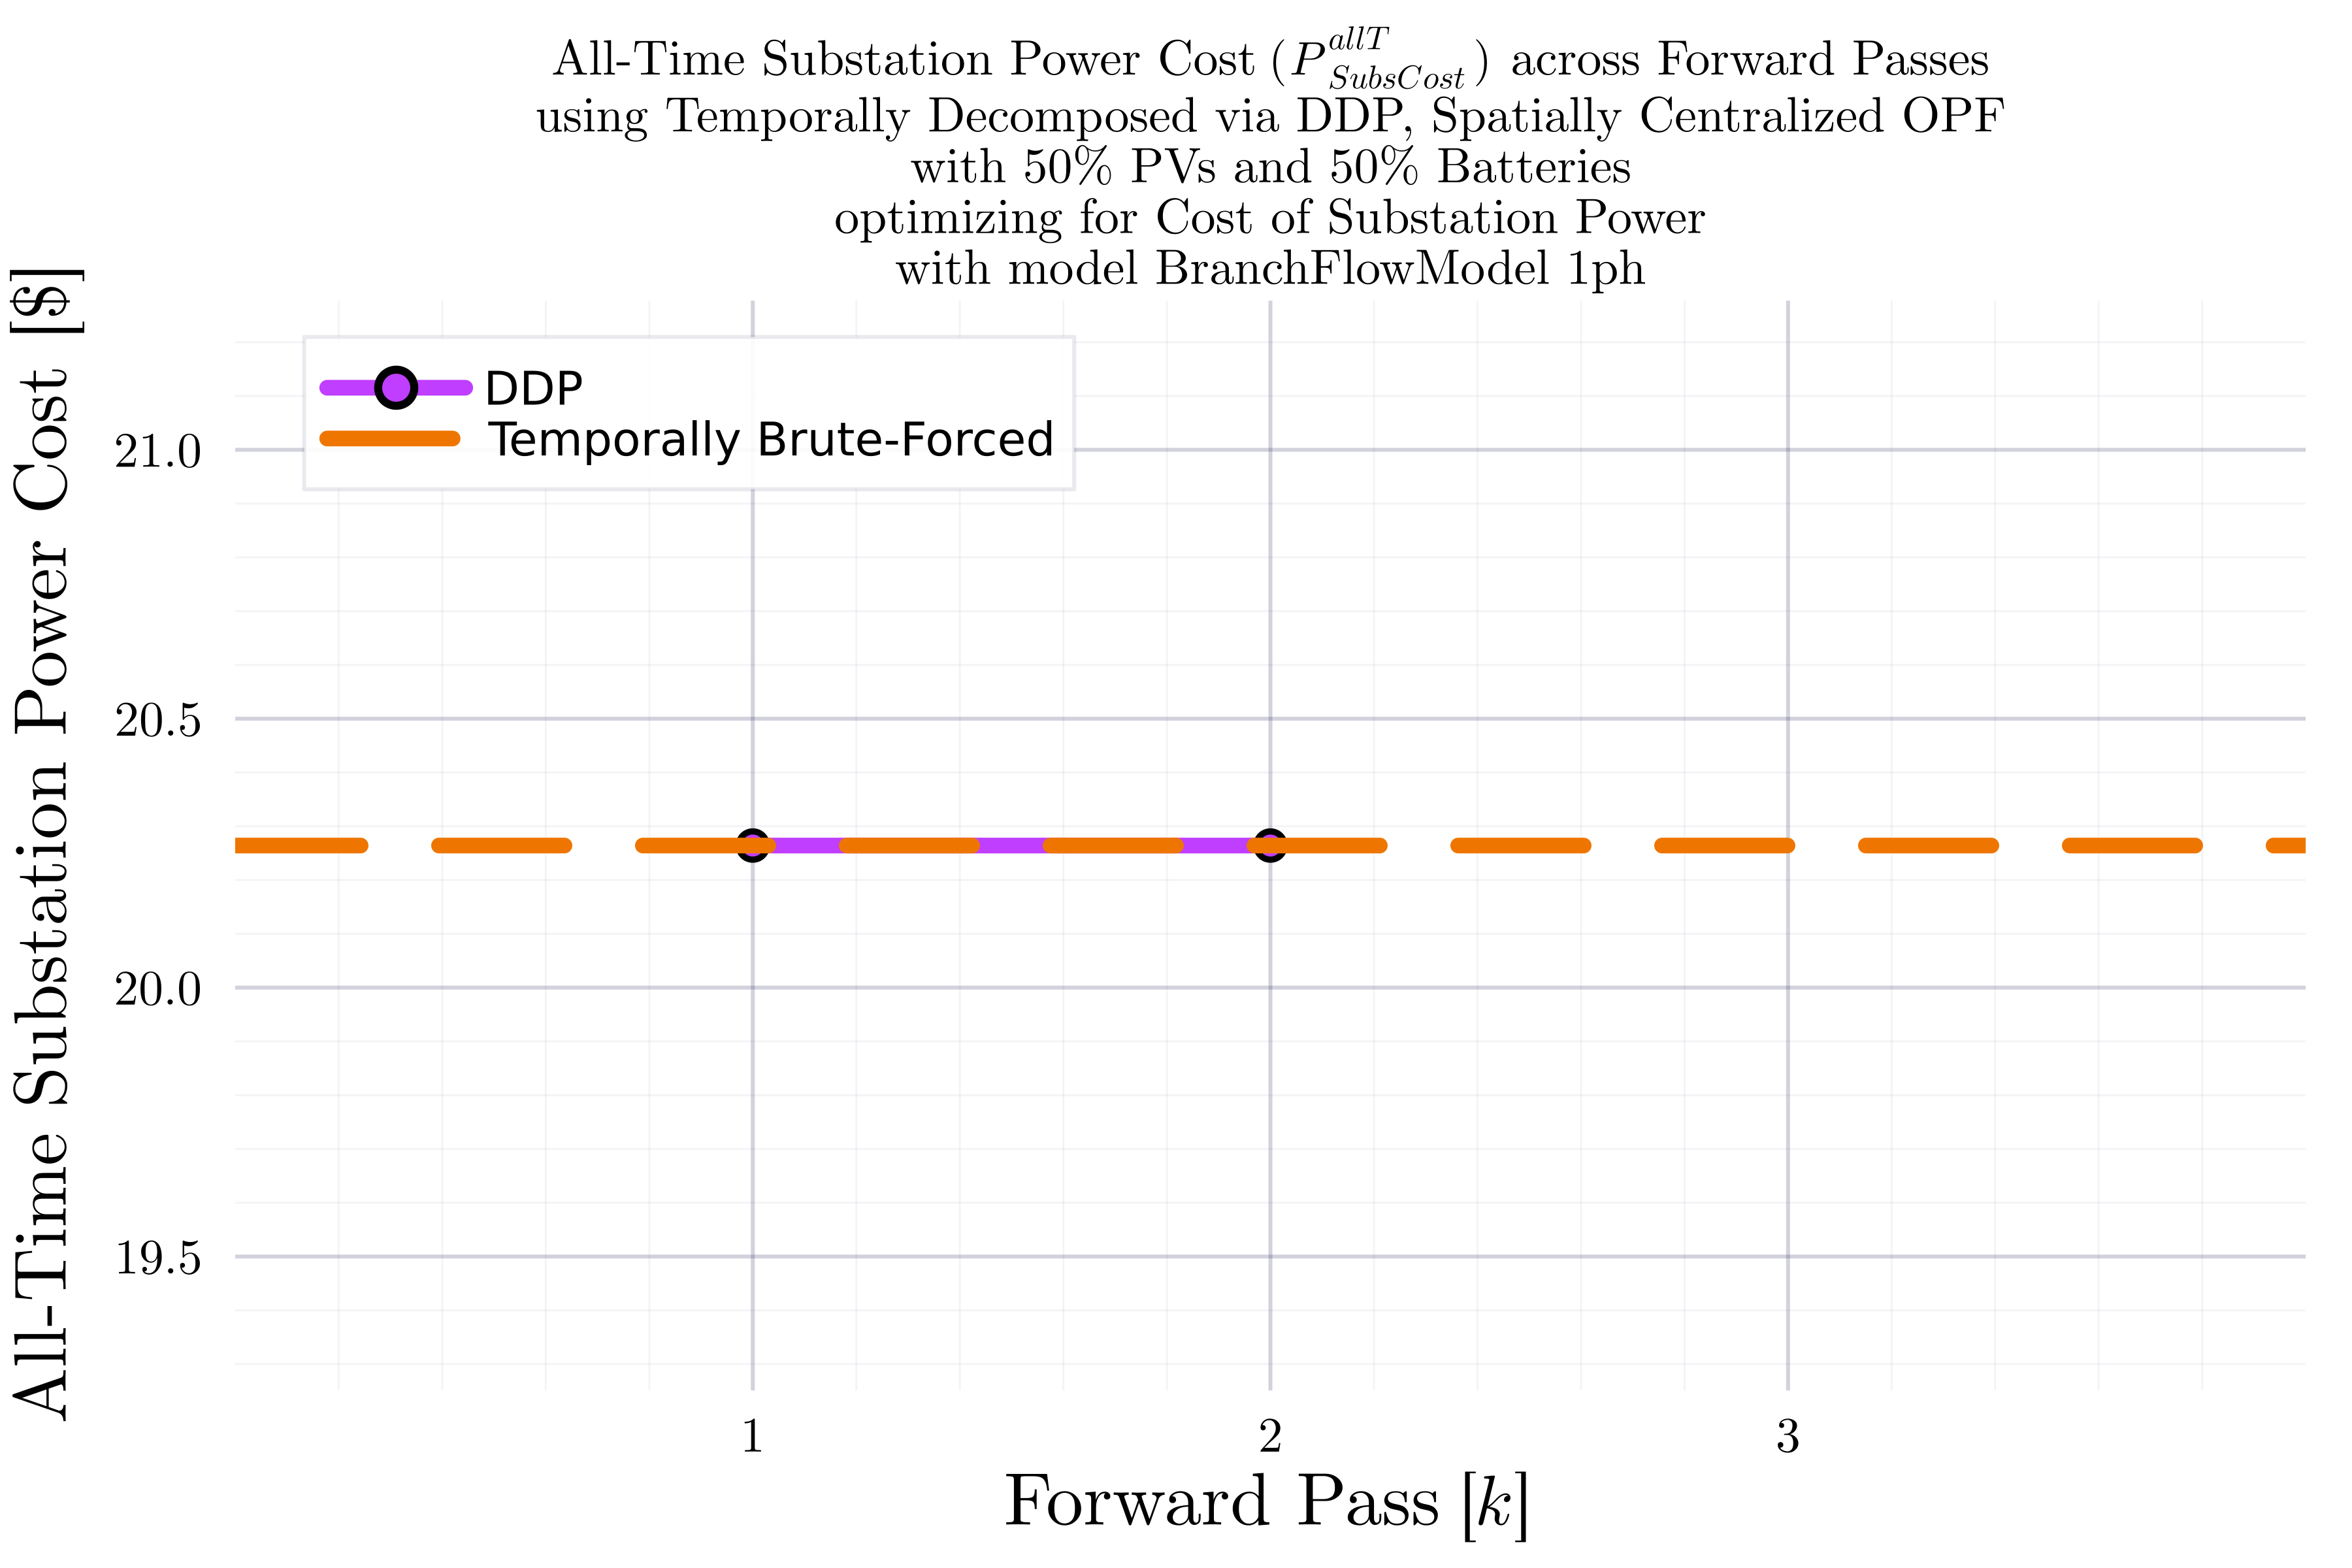 All-Time Substation Power Cost ($P^{allT}_{SubsCost}$) across Forward Passes
using Temporally Decomposed via DDP, Spatially Centralized OPF
with 50% PVs and 50% Batteries
optimizing for Cost of Substation Power
with model BranchFlowModel 1ph
All-Time Substation Power Cost [$]
DDP
Temporally Brute-Forced
21.0
20.5
20.0
19.5
1
2
3
Forward Pass [k]